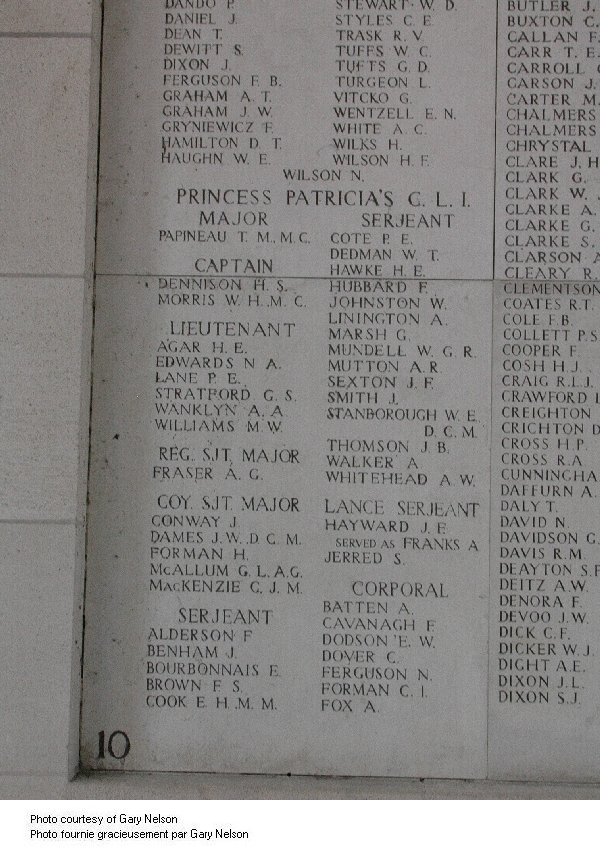 DANDO P.
DANIEL J.
DEAN T.
DEWITT S.
DIXON J.
FERGUSON F. B.
GRAHAM A. T.
GRAHAM J. W.
GRYNIEWICZ F.
HAMILTON D. T.
HAUGHN W. E.
STEWART W. D.
STYLES C. E.
TRASK R. V.
TUFFS W. C.
TUFTS G. D.
TURGEON L.
VITCKO G.
WENTZELL E. N.
WHITE A. C.
WILKS H.
WILSON H. F.
WILSON N.
PRINCESS PATRICIA'S C. L. I.
MAJOR
PAPINEAU T. M., M. C.
CAPTAIN
DENNISON H. S.
MORRIS W. H., M. C.
LIEUTENANT
AGAR H. E.
EDWARDS N. A.
LANE P. E.
STRATFORD G. S.
WANKLYN A. A.
WILLIAMS M. W.
REG. SJT. MAJOR
FRASER A. G.
COY. SJT. MAJOR
CONWAY J.
DAMES J. W., D. C. M.
FORMAN H.
McALLUM G. L. A. G.
MacKENZIE C. J. M.
SERJEANT
ALDERSON F.
BENHAM J.
BOURBONNAIS E.
BROWN F. S.
COOK E. H., M. M.
SERJEANT
COTE P. E.
DEDMAN W. T.
HAWKE H. E.
HUBBARD F.
JOHNSTON W.
LININGTON A.
MARSH G.
MUNDELL W. G. R.
MUTTON A. R.
SEXTON J. F.
SMITH J.
STANBOROUGH W. E.
D. C. M.
THOMSON J. B.
WALKER A.
WHITEHEAD A. W.
LANCE SERJEANT
HAYWARD J. E.
SERVED AS FRANKS A.
JERRED S.
CORPORAL
BATTEN A.
CAVANAGH F.
DODSON E. W.
DOVER C.
FERGUSON N.
FORMAN C. I.
FOX A.
BUTLER J.
BUXTON C.
CALLAN F.
CARR T. E.
CARROLL
CARSON J.
CARTER M.
CHALMERS
CHALMERS
CHRYSTAL
CLARE J. H
CLARK G.
CLARK W.
CLARKE A.
CLARKE G.
CLARKE S.
CLARSON A
CLEARY R.
CLEMENTSON
COATES R.T.
COLE F.B.
COLLETT P.S
COOPER F.
COSH H.J.
CRAIG R.L.J.
CRAWFORD
CREIGHTON
CRICHTON D
CROSS H.P.
CROSS R.A.
CUNNINGHA
DAFFURN A.
DALY T.
DAVID N.
DAVIDSON G.
DAVIS R.M.
DEAYTON S.F
DEITZ A.W.
DENORA F.
DEVOO J.W.
DICK C.F.
DICKER W.J.
DIGHT A.E.
DIXON J.L.
DIXON S.J.
10
Photo courtesy of Gary Nelson
Photo fournie gracieusement par Gary Nelson